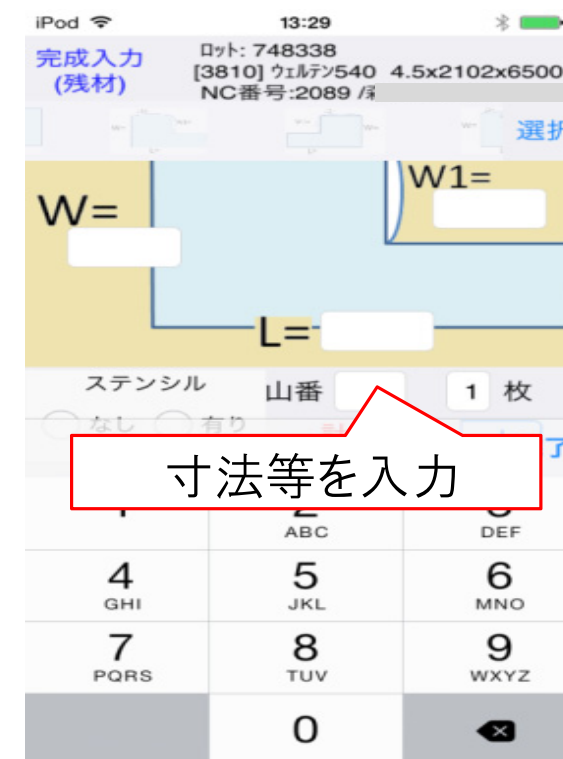 iPod 13:29
完成入力 ロット: 748338
(残材) [3810] ウェルテン540 4.5x2102x6500
NC番号:2089 /
選択
W1=
W=
L=
ステンシル 山番 1 枚
なし 有り
了
寸法等を入力
ABC DEF
4 5 6
GHI JKL MNO
7 8 9
PQRS TUV WXYZ
0